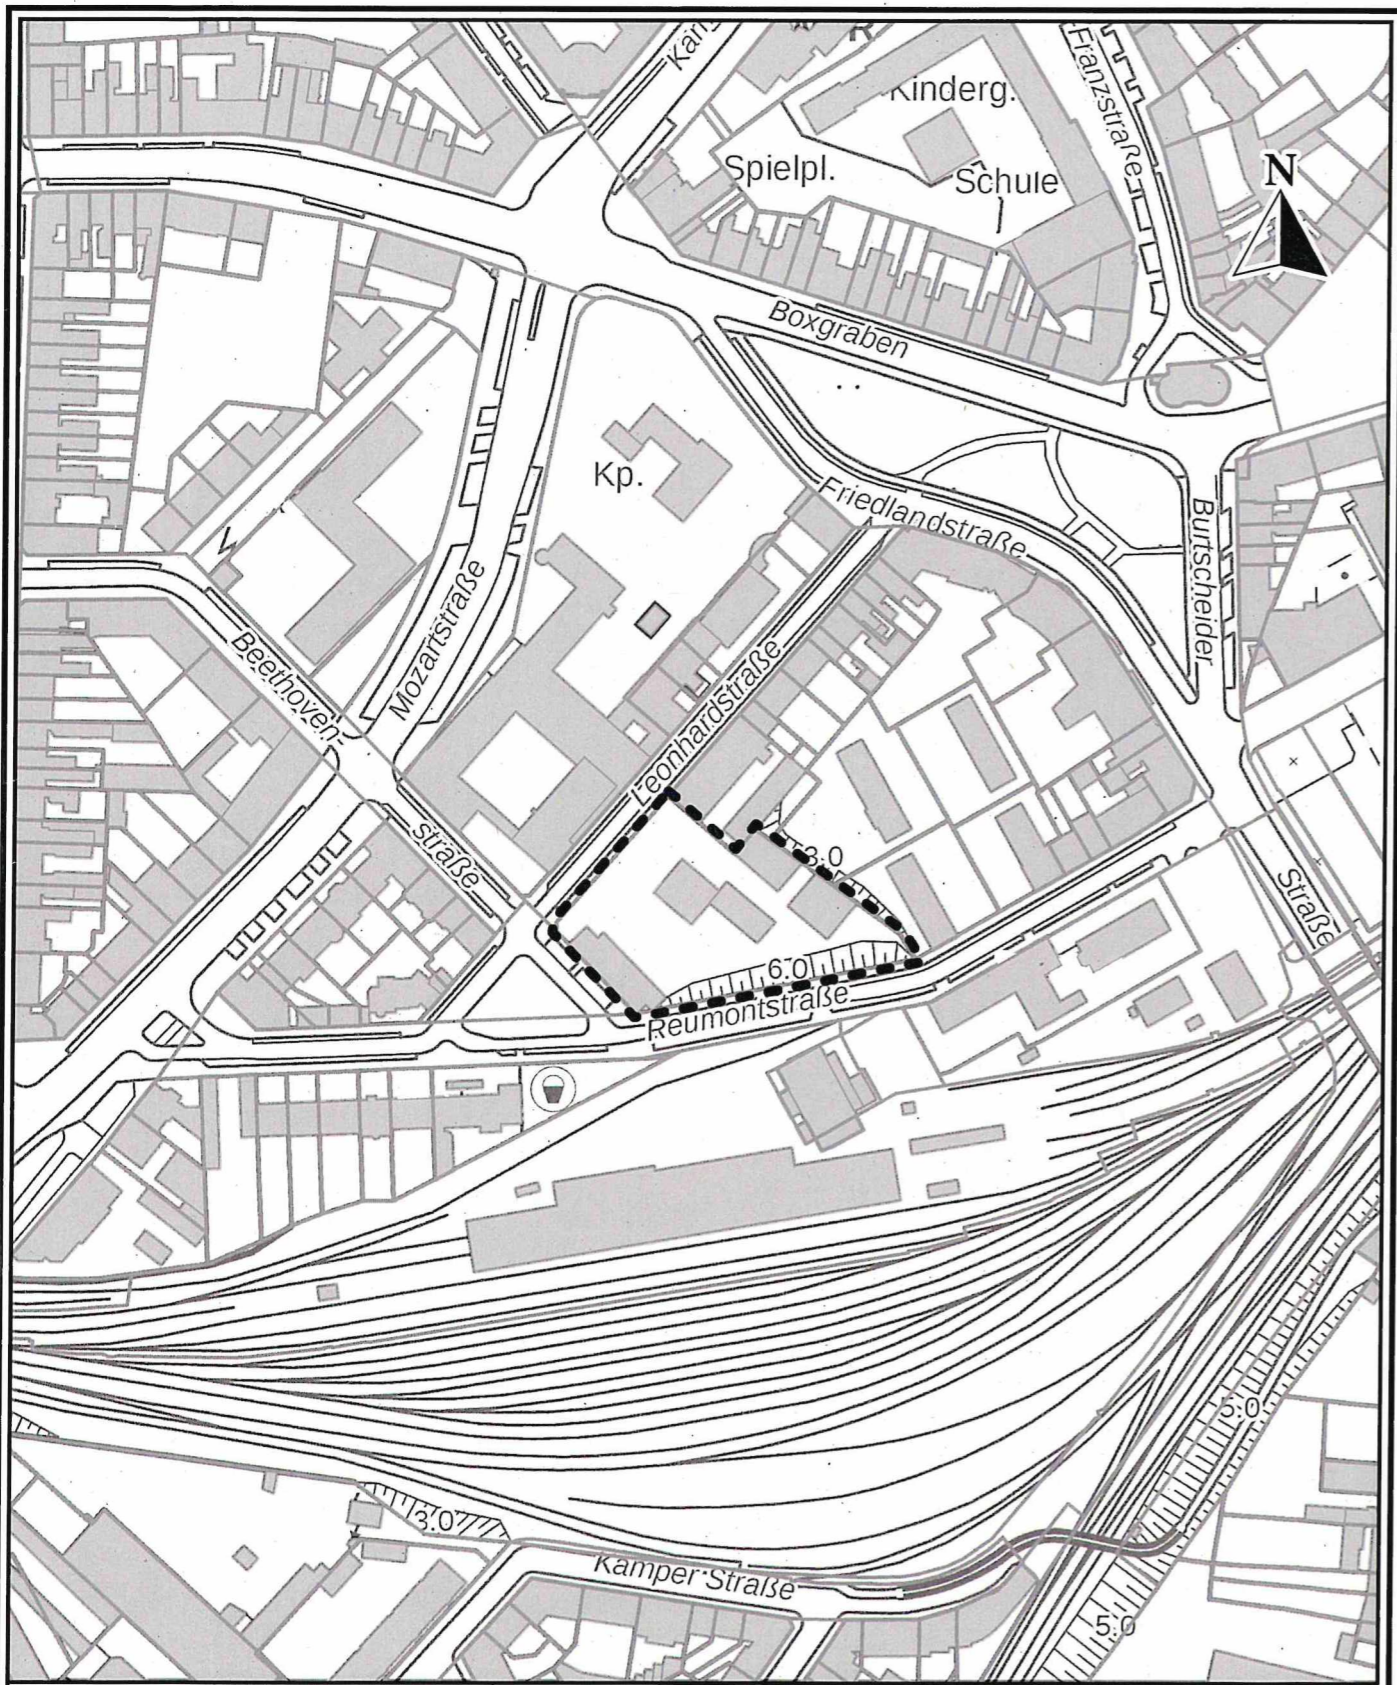 Kinderg.
Franzstraße
Spielpl.
Schule
N
Boxgraben
Kp.
Friedlandstraße
Burtscheider
Straße
Mozartstraße
Beethoven-
straße
Leonhardstraße
3.0
6.0
Reumontstraße
5.0
3.0
Kamper Straße
5.0